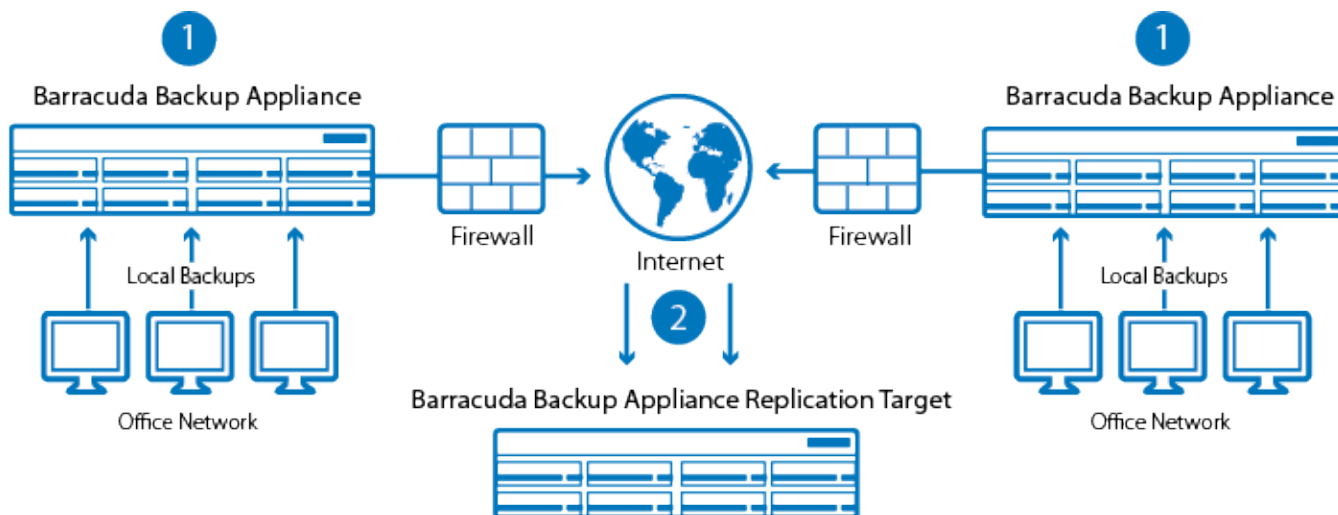 1
1
Barracuda Backup Appliance
Barracuda Backup Appliance
Firewall
Internet
Firewall
Local Backups
Local Backups
2
Office Network
Barracuda Backup Appliance Replication Target
Office Network